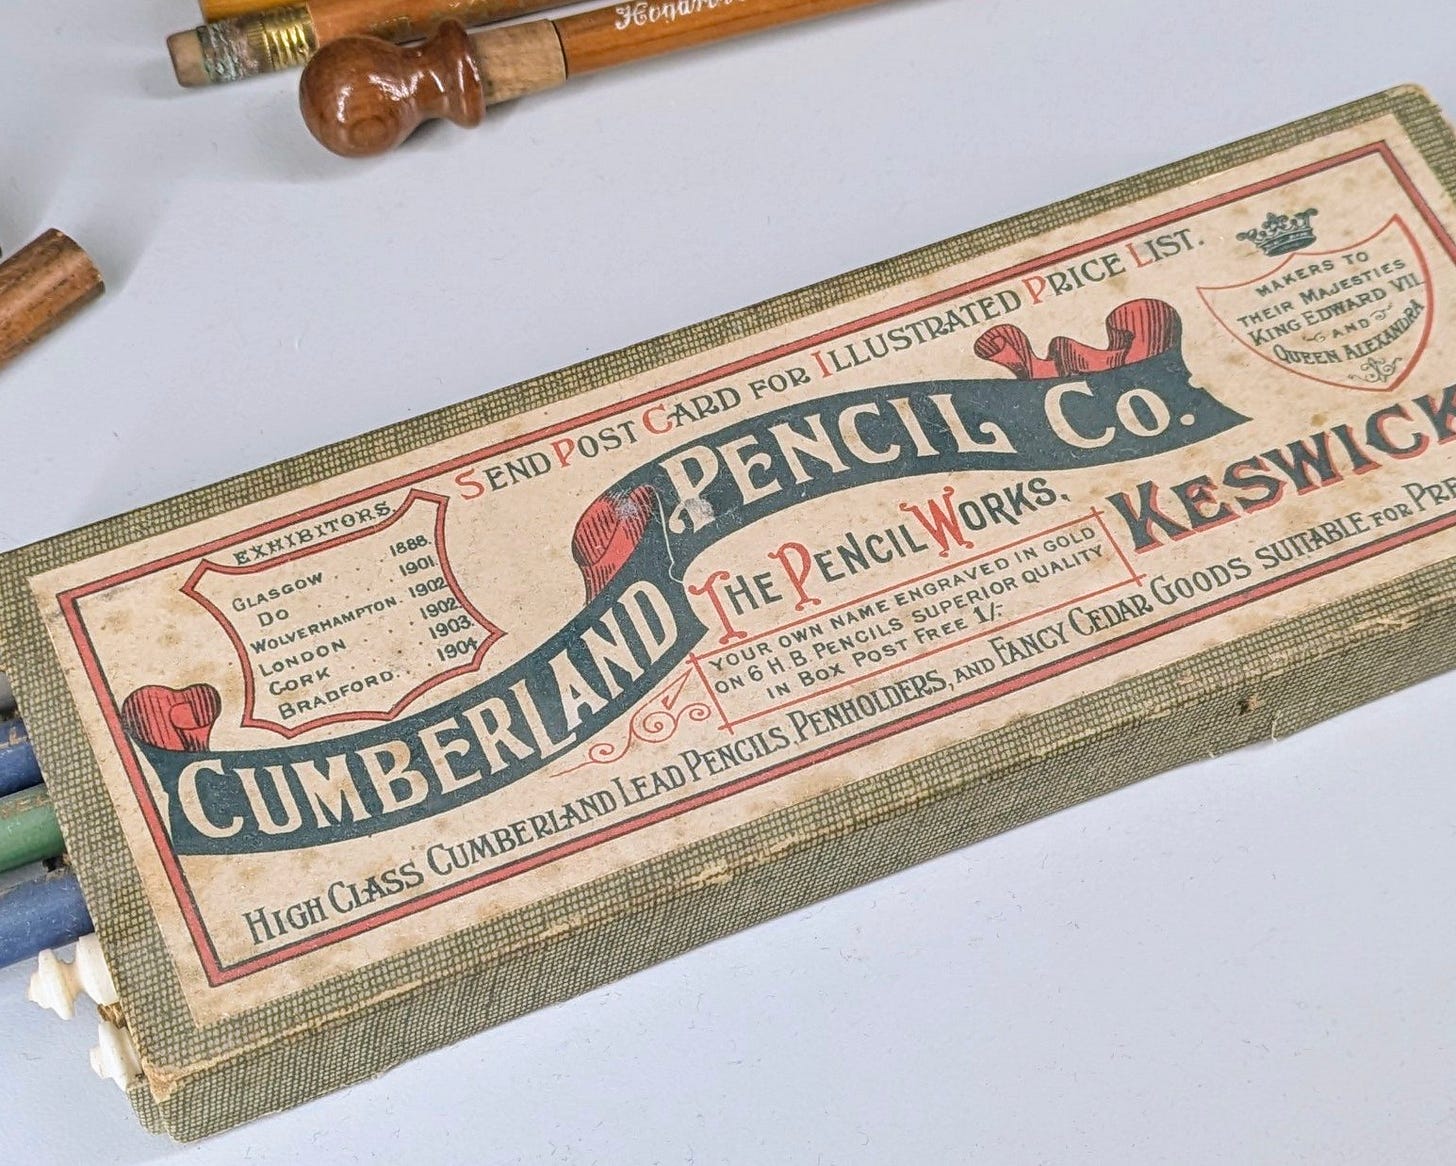 SEND POST CARD FOR ILLUSTRATED PRICE LIST.
MAKERS TO
THEIR MAJESTIES
KING EDWARD VII
AND
QUEEN ALEXANDRA
EXHIBITORS.
GLASGOW . . . 1888.
DO . . . . 1901.
WOLVERHAMPTON. 1902
LONDON . . . . 1902.
CORK . . . . 1903.
BRADFORD. . . 1904
CUMBERLAND PENCIL CO.
THE PENCIL WORKS, KESWICK
YOUR OWN NAME ENGRAVED IN GOLD
ON 6 H.B. PENCILS SUPERIOR QUALITY
IN BOX POST FREE 1/-
HIGH CLASS CUMBERLAND LEAD PENCILS PENHOLDERS, AND FANCY CEDAR GOODS SUITABLE FOR